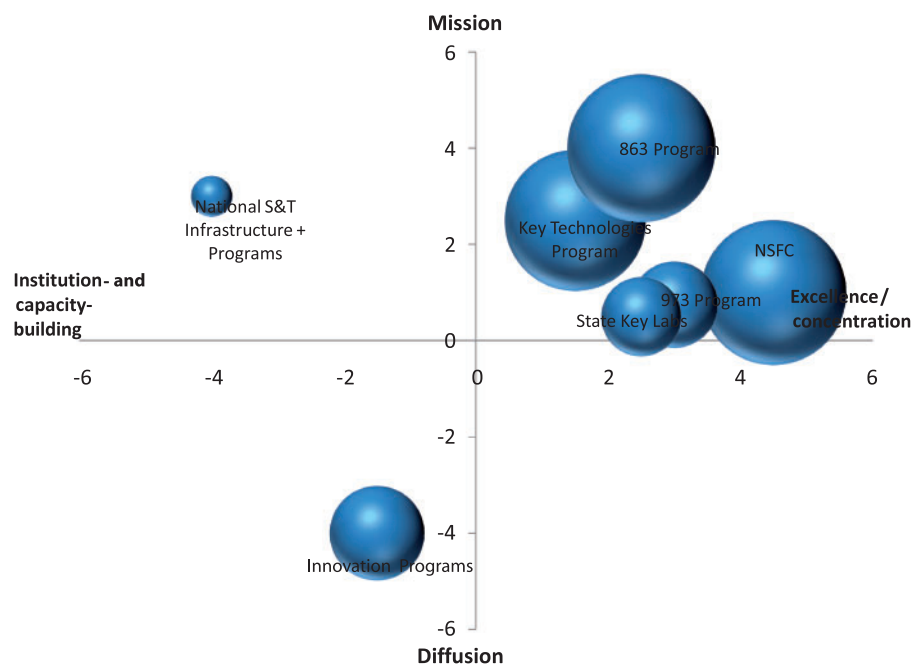 Mission
6
863 Program
4
National S&T
Infrastructure +
Programs
Key Technologies
Program
NSFC
2
Institution- and
capacity-
building
973 Program
Excellence/
concentration
State Key Labs
0
-6
-4
-2
0
2
4
6
-2
-4
Innovation Programs
-6
Diffusion